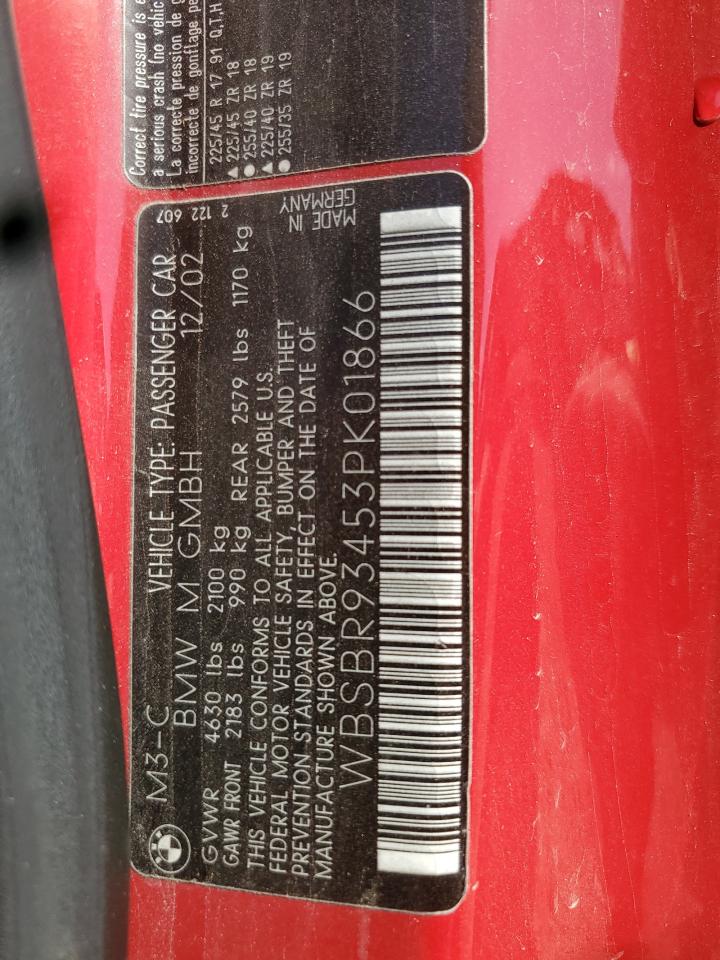 Correct tire pressure is e
a serious crash (no vehic
La correcte pression de g
incorrecte de gonflage pe
225/45 R 17 91 Q,T,H
▲ 225/45 ZR 18
● 255/40 ZR 18
▲ 225/40 ZR 19
● 255/35 ZR 19
M3-C VEHICLE TYPE: PASSENGER CAR 2 122 607
BMW M GMBH 12/02
GVWR 4630 lbs 2100 kg
GAWR FRONT 2183 lbs 990 kg REAR 2579 lbs 1170 kg
THIS VEHICLE CONFORMS TO ALL APPLICABLE U.S.
FEDERAL MOTOR VEHICLE SAFETY, BUMPER AND THEFT
PREVENTION STANDARDS IN EFFECT ON THE DATE OF
MANUFACTURE SHOWN ABOVE.
MADE IN
GERMANY
WBSBR93453PK01866